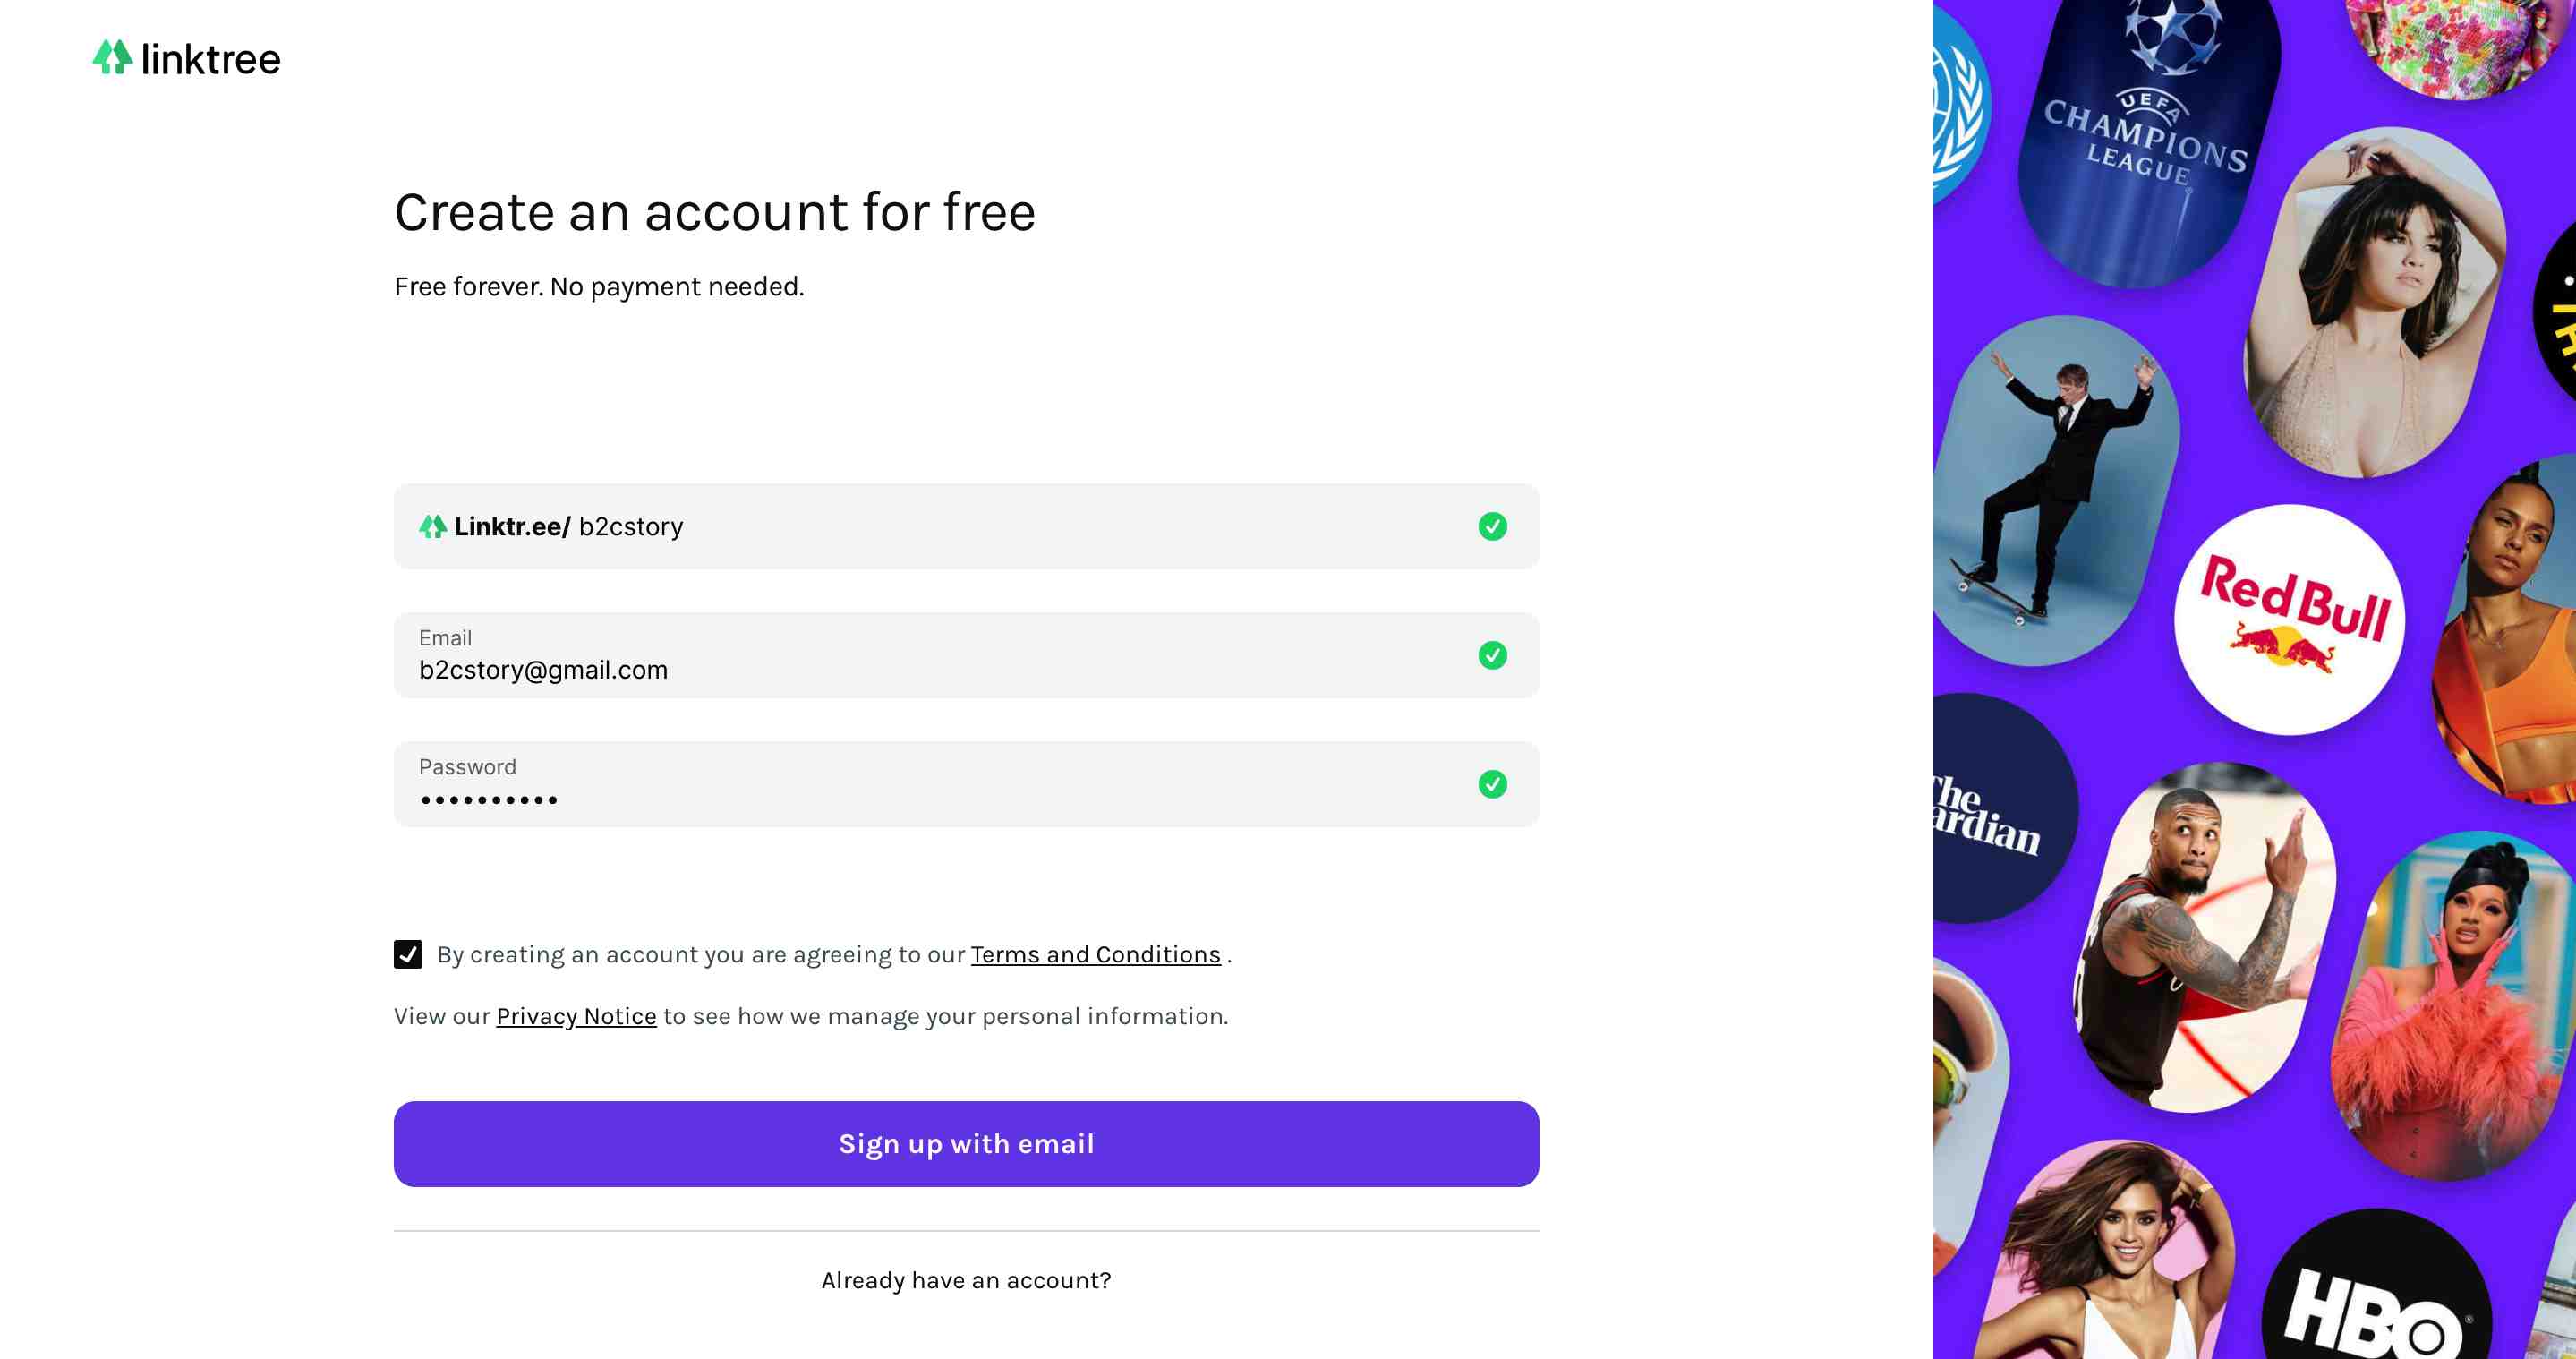 linktree
Create an account for free
Free forever. No payment needed.
Linktr.ee/ b2cstory
Email
b2cstory@gmail.com
Password
By creating an account you are agreeing to our Terms and Conditions .
View our Privacy Notice to see how we manage your personal information.
Sign up with email
Already have an account?
UEFA
CHAMPIONS
LEAGUE
Red Bull
The
ardian
HBO